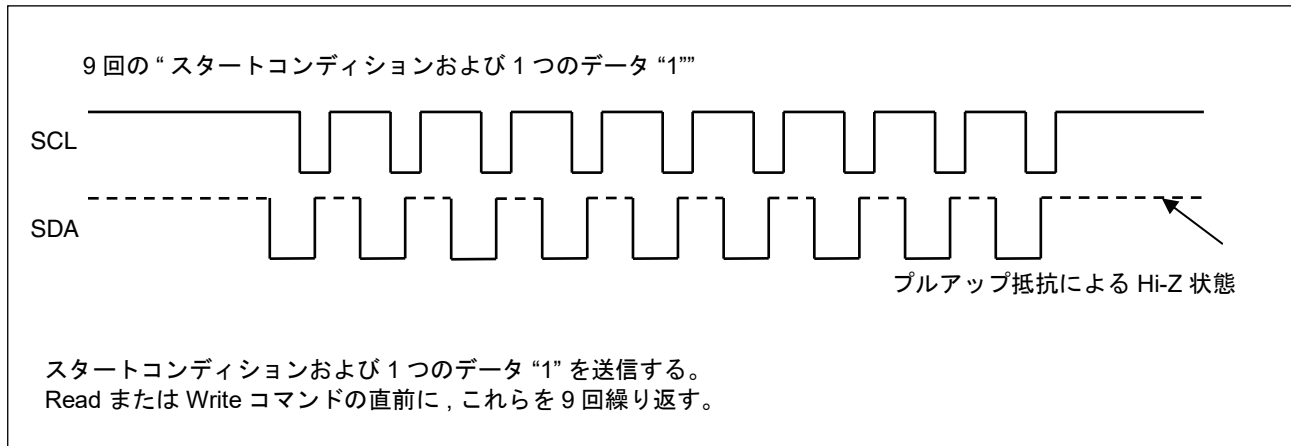 9 回の “ スタートコンディションおよび 1 つのデータ “1””
SCL
SDA
プルアップ抵抗による Hi-Z 状態
スタートコンディションおよび 1 つのデータ “1” を送信する。
Read または Write コマンドの直前に , これらを 9 回繰り返す。